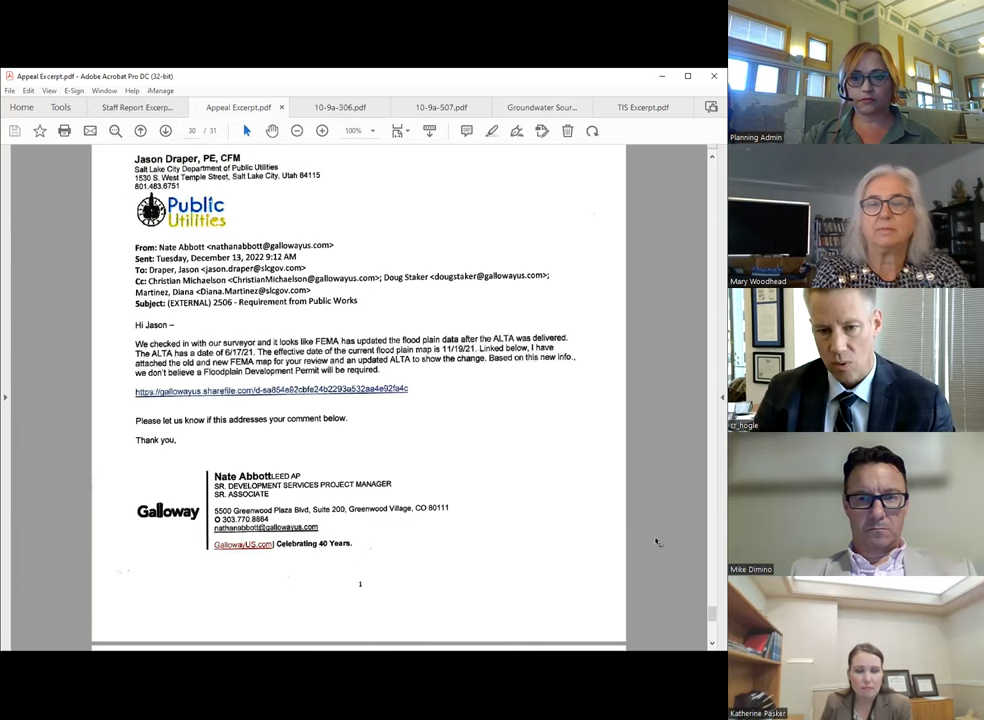 Appeal Excerpt.pdf - Adobe Acrobat Pro DC (32-bit)
File Edit View E-Sign Window Help iManage
Home Tools Staff Report Excerp... Appeal Excerpt.pdf × 10-9a-306.pdf 10-9a-507.pdf Groundwater Sour... TIS Excerpt.pdf
30 / 31 100%
Jason Draper, PE, CFM
Salt Lake City Department of Public Utilities
1530 S. West Temple Street, Salt Lake City, Utah 84115
801.483.6751
Public
Utilities
From: Nate Abbott <nathanabbott@gallowayus.com>
Sent: Tuesday, December 13, 2022 9:12 AM
To: Draper, Jason <jason.draper@slcgov.com>
Cc: Christian Michaelson <ChristianMichaelson@gallowayus.com>; Doug Staker <dougstaker@gallowayus.com>;
Martinez, Diana <Diana.Martinez@slcgov.com>
Subject: (EXTERNAL) 2506 - Requirement from Public Works
Hi Jason –
We checked in with our surveyor and it looks like FEMA has updated the flood plain data after the ALTA was delivered.
The ALTA has a date of 6/17/21. The effective date of the current flood plain map is 11/19/21. Linked below, I have
attached the old and new FEMA map for your review and an updated ALTA to show the change. Based on this new info.,
we don't believe a Floodplain Development Permit will be required.
https://gallowayus.sharefile.com/d-sa854e92cbfe24b2293a532aa4e92fa4c
Please let us know if this addresses your comment below.
Thank you,
Galloway
Nate Abbott LEED AP
SR. DEVELOPMENT SERVICES PROJECT MANAGER
SR. ASSOCIATE
5500 Greenwood Plaza Blvd, Suite 200, Greenwood Village, CO 80111
O 303.770.8884
nathanabbott@gallowayus.com
GallowayUS.com| Celebrating 40 Years.
1
Planning Admin
Mary Woodhead
cr_hogle
Mike Dimino
Katherine Pasker